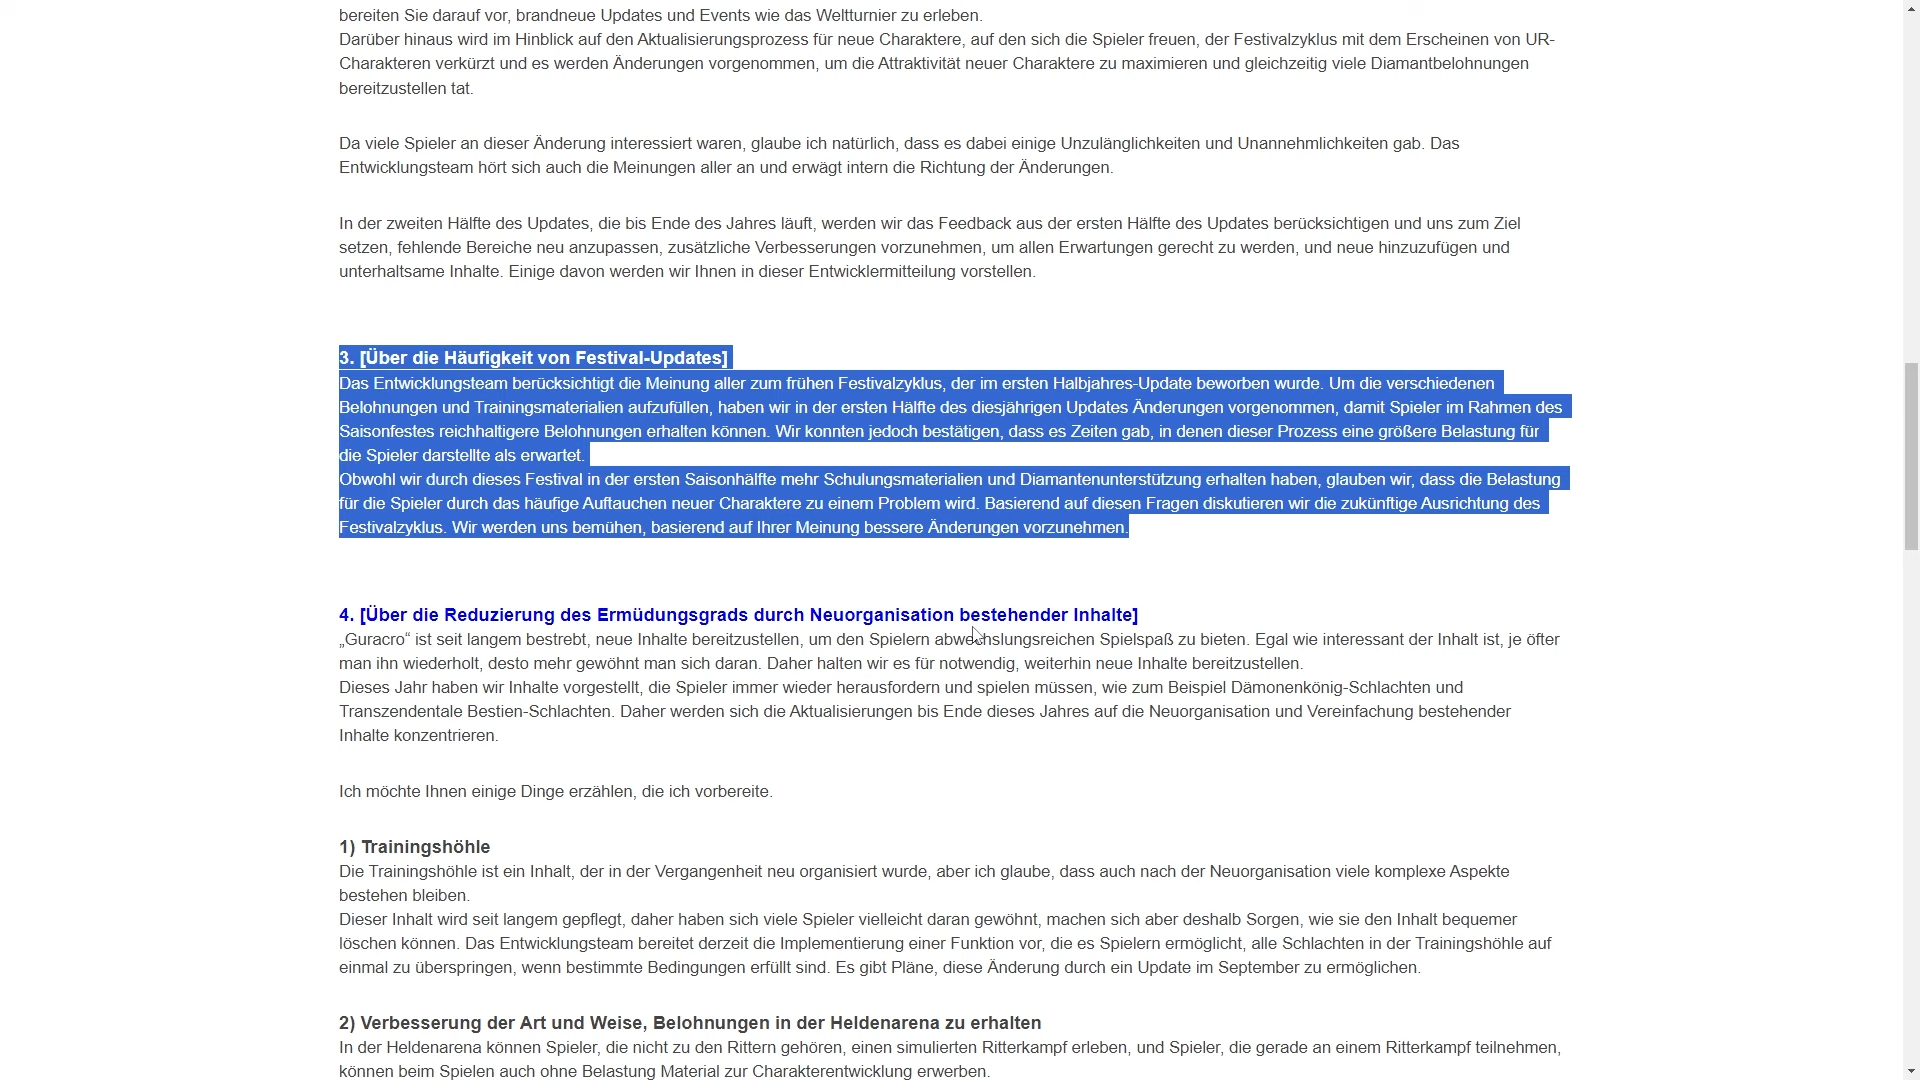 bereiten Sie darauf vor, brandneue Updates und Events wie das Weltturnier zu erleben.
Darüber hinaus wird im Hinblick auf den Aktualisierungsprozess für neue Charaktere, auf den sich die Spieler freuen, der Festivalzyklus mit dem Erscheinen von UR-
Charakteren verkürzt und es werden Änderungen vorgenommen, um die Attraktivität neuer Charaktere zu maximieren und gleichzeitig viele Diamantbelohnungen
bereitzustellen tat.
Da viele Spieler an dieser Änderung interessiert waren, glaube ich natürlich, dass es dabei einige Unzulänglichkeiten und Unannehmlichkeiten gab. Das
Entwicklungsteam hört sich auch die Meinungen aller an und erwägt intern die Richtung der Änderungen.
In der zweiten Hälfte des Updates, die bis Ende des Jahres läuft, werden wir das Feedback aus der ersten Hälfte des Updates berücksichtigen und uns zum Ziel
setzen, fehlende Bereiche neu anzupassen, zusätzliche Verbesserungen vorzunehmen, um allen Erwartungen gerecht zu werden, und neue hinzuzufügen und
unterhaltsame Inhalte. Einige davon werden wir Ihnen in dieser Entwicklermitteilung vorstellen.
3. [Über die Häufigkeit von Festival-Updates]
Das Entwicklungsteam berücksichtigt die Meinung aller zum frühen Festivalzyklus, der im ersten Halbjahres-Update beworben wurde. Um die verschiedenen
Belohnungen und Trainingsmaterialien aufzufüllen, haben wir in der ersten Hälfte des diesjährigen Updates Änderungen vorgenommen, damit Spieler im Rahmen des
Saisonfestes reichhaltigere Belohnungen erhalten können. Wir konnten jedoch bestätigen, dass es Zeiten gab, in denen dieser Prozess eine größere Belastung für
die Spieler darstellte als erwartet.
Obwohl wir durch dieses Festival in der ersten Saisonhälfte mehr Schulungsmaterialien und Diamantenunterstützung erhalten haben, glauben wir, dass die Belastung
für die Spieler durch das häufige Auftauchen neuer Charaktere zu einem Problem wird. Basierend auf diesen Fragen diskutieren wir die zukünftige Ausrichtung des
Festivalzyklus. Wir werden uns bemühen, basierend auf Ihrer Meinung bessere Änderungen vorzunehmen.
4. [Über die Reduzierung des Ermüdungsgrads durch Neuorganisation bestehender Inhalte]
„Guracro“ ist seit langem bestrebt, neue Inhalte bereitzustellen, um den Spielern abwechslungsreichen Spielspaß zu bieten. Egal wie interessant der Inhalt ist, je öfter
man ihn wiederholt, desto mehr gewöhnt man sich daran. Daher halten wir es für notwendig, weiterhin neue Inhalte bereitzustellen.
Dieses Jahr haben wir Inhalte vorgestellt, die Spieler immer wieder herausfordern und spielen müssen, wie zum Beispiel Dämonenkönig-Schlachten und
Transzendentale Bestien-Schlachten. Daher werden sich die Aktualisierungen bis Ende dieses Jahres auf die Neuorganisation und Vereinfachung bestehender
Inhalte konzentrieren.
Ich möchte Ihnen einige Dinge erzählen, die ich vorbereite.
1) Trainingshöhle
Die Trainingshöhle ist ein Inhalt, der in der Vergangenheit neu organisiert wurde, aber ich glaube, dass auch nach der Neuorganisation viele komplexe Aspekte
bestehen bleiben.
Dieser Inhalt wird seit langem gepflegt, daher haben sich viele Spieler vielleicht daran gewöhnt, machen sich aber deshalb Sorgen, wie sie den Inhalt bequemer
löschen können. Das Entwicklungsteam bereitet derzeit die Implementierung einer Funktion vor, die es Spielern ermöglicht, alle Schlachten in der Trainingshöhle auf
einmal zu überspringen, wenn bestimmte Bedingungen erfüllt sind. Es gibt Pläne, diese Änderung durch ein Update im September zu ermöglichen.
2) Verbesserung der Art und Weise, Belohnungen in der Heldenarena zu erhalten
In der Heldenarena können Spieler, die nicht zu den Rittern gehören, einen simulierten Ritterkampf erleben, und Spieler, die gerade an einem Ritterkampf teilnehmen,
können beim Spielen auch ohne Belastung Material zur Charakterentwicklung erwerben.